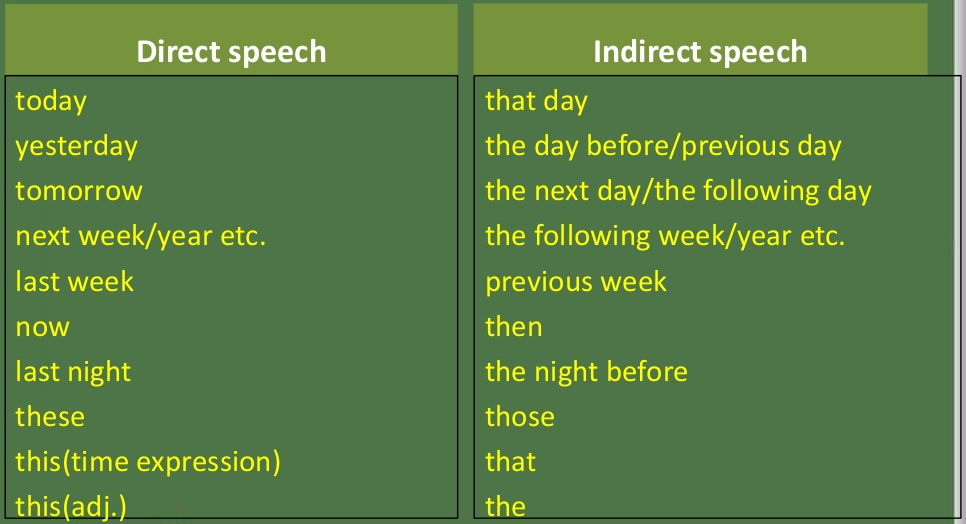 Direct speech
Indirect speech
today
that day
yesterday
the day before/previous day
tomorrow
the next day/the following day
next week/year etc.
the following week/year etc.
last week
previous week
now
then
last night
the night before
these
those
this(time expression)
that
this(adj.)
the